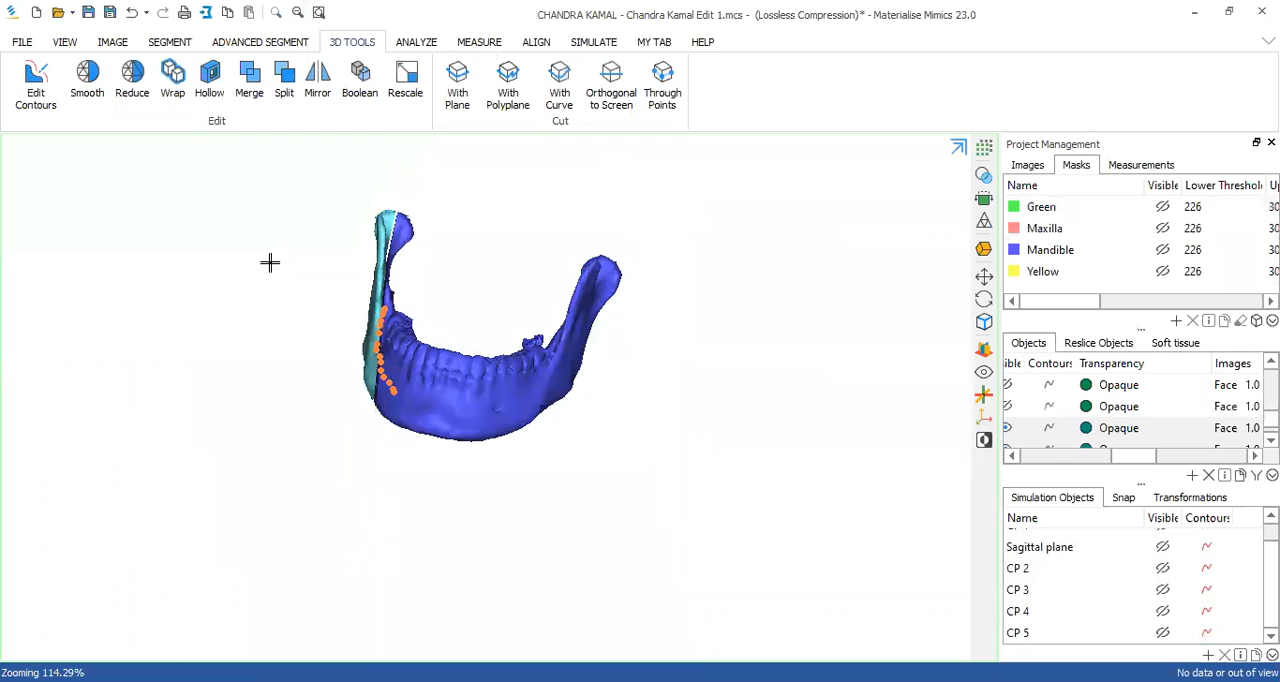 CHANDRA KAMAL - Chandra Kamal Edit 1.mcs - (Lossless Compression)* - Materialise Mimics 23.0
FILE VIEW IMAGE SEGMENT ADVANCED SEGMENT 3D TOOLS ANALYZE MEASURE ALIGN SIMULATE MY TAB HELP
Edit Contours Smooth Reduce Wrap Hollow Merge Split Mirror Boolean Rescale With Plane With Polyplane With Curve Orthogonal to Screen Through Points
Edit Cut
Project Management
Images Masks Measurements
Name Visible Lower Threshold
Green 226 30
Maxilla 226 30
Mandible 226 30
Yellow 226 30
...
Objects Reslice Objects Soft tissue
Contours Transparency Images
Opaque Face 1.0
Opaque Face 1.0
Opaque Face 1.0
...
Simulation Objects Snap Transformations
Name Visible Contours
Sagittal plane
CP 2
CP 3
CP 4
CP 5
Zooming 114.29% No data or out of view